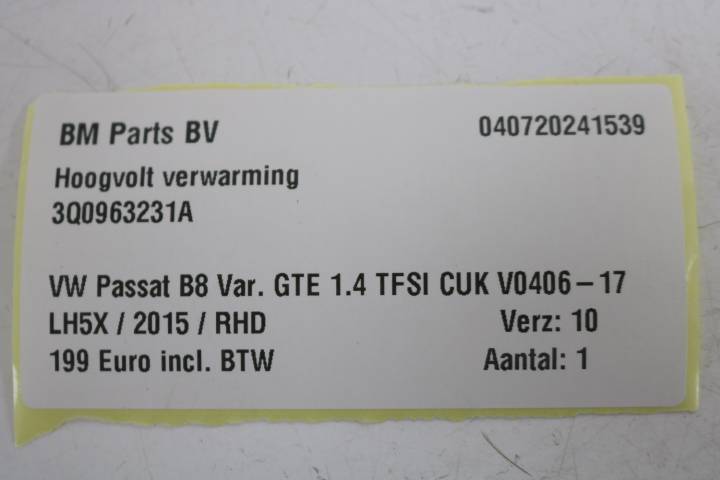 BM Parts BV 040720241539
Hoogvolt verwarming
3Q0963231A
VW Passat B8 Var. GTE 1.4 TFSI CUK V0406-17
LH5X / 2015 / RHD Verz: 10
199 Euro incl. BTW Aantal: 1